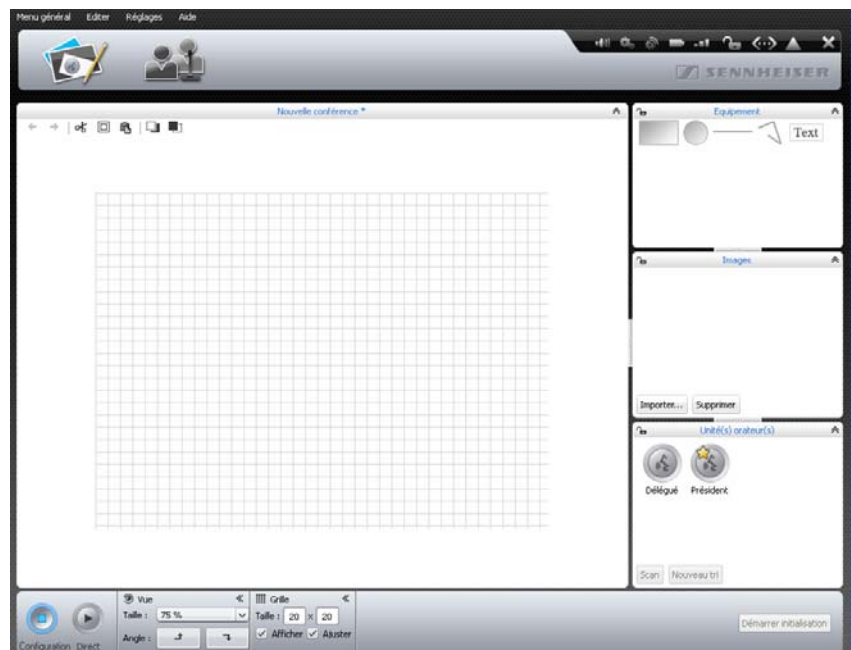 Menu général Editer Réglages Aide
SENNHEISER
Nouvelle conférence *
Equipement
Text
Images
Importer... Supprimer
Unité(s) orateur(s)
Délégué Président
Scan Nouveau tri
Vue
Taille : 75 %
Angle :
Grille
Taille : 20 × 20
Afficher Ajuster
Configuration Direct
Démarrer initialisation